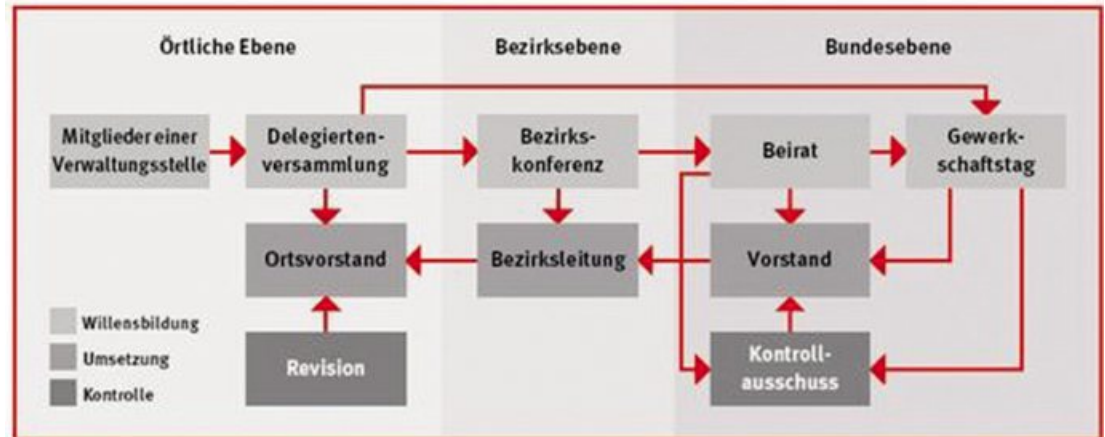 Örtliche Ebene
Bezirksebene
Bundesebene
Mitglieder einer
Verwaltungsstelle
Delegierten-
versammlung
Bezirks-
konferenz
Beirat
Gewerk-
schaftstag
Ortsvorstand
Bezirksleitung
Vorstand
Revision
Kontroll-
ausschuss
Willensbildung
Umsetzung
Kontrolle